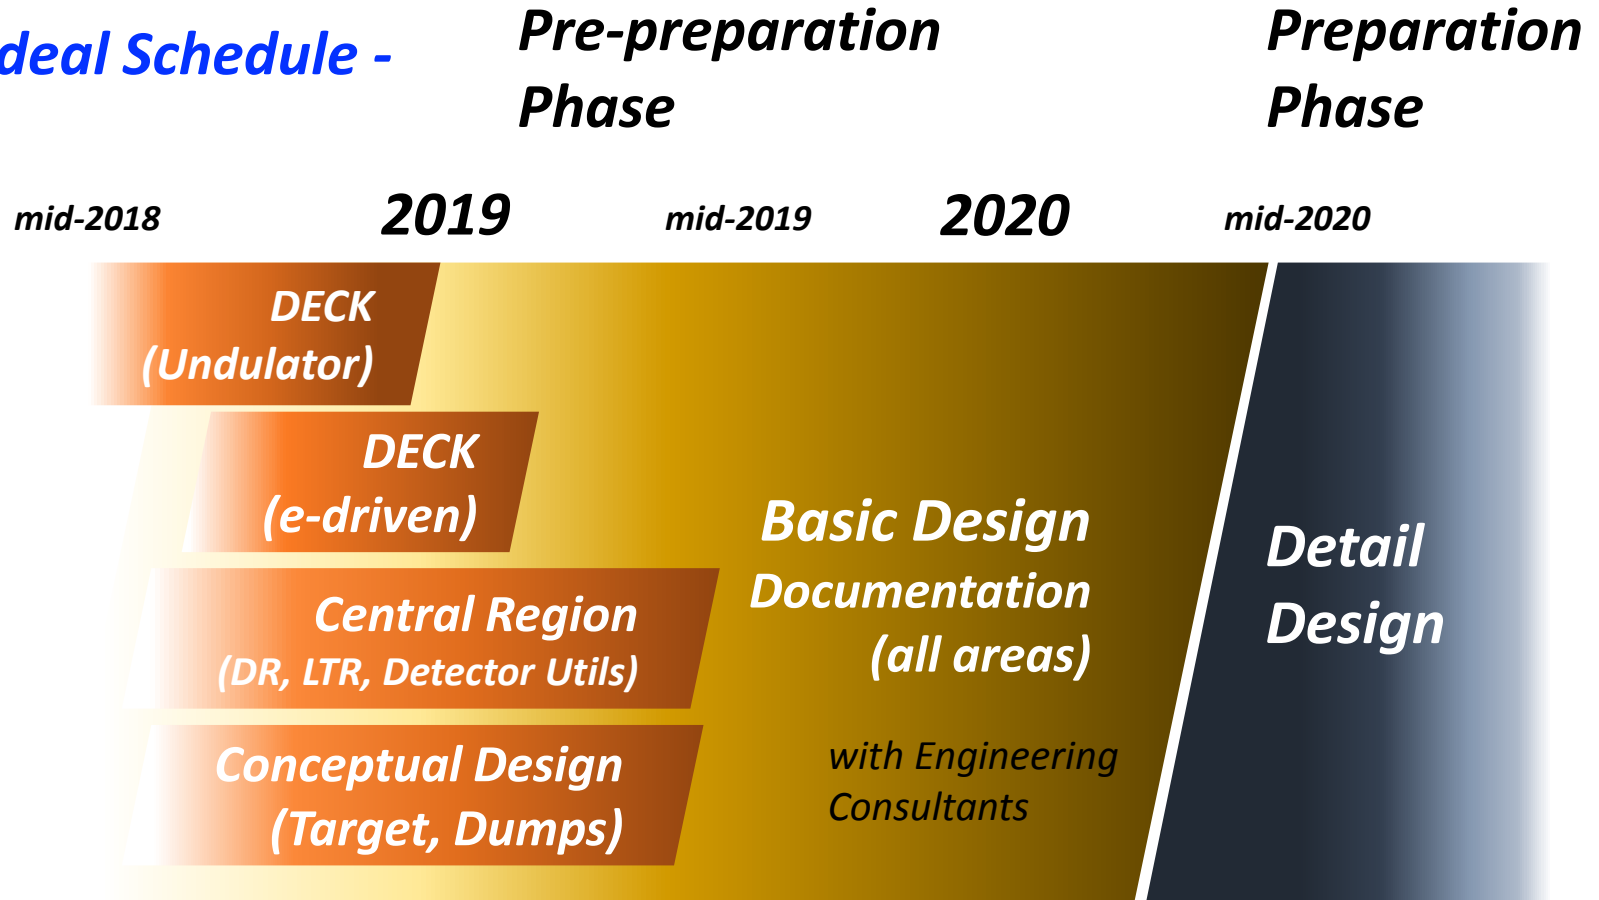 deal Schedule -
Pre-preparation
Phase
Preparation
Phase
mid-2018
2019
mid-2019
2020
mid-2020
DECK
(Undulator)
DECK
(e-driven)
Central Region
(DR, LTR, Detector Utils)
Conceptual Design
(Target, Dumps)
Basic Design
Documentation
(all areas)
with Engineering
Consultants
Detail
Design